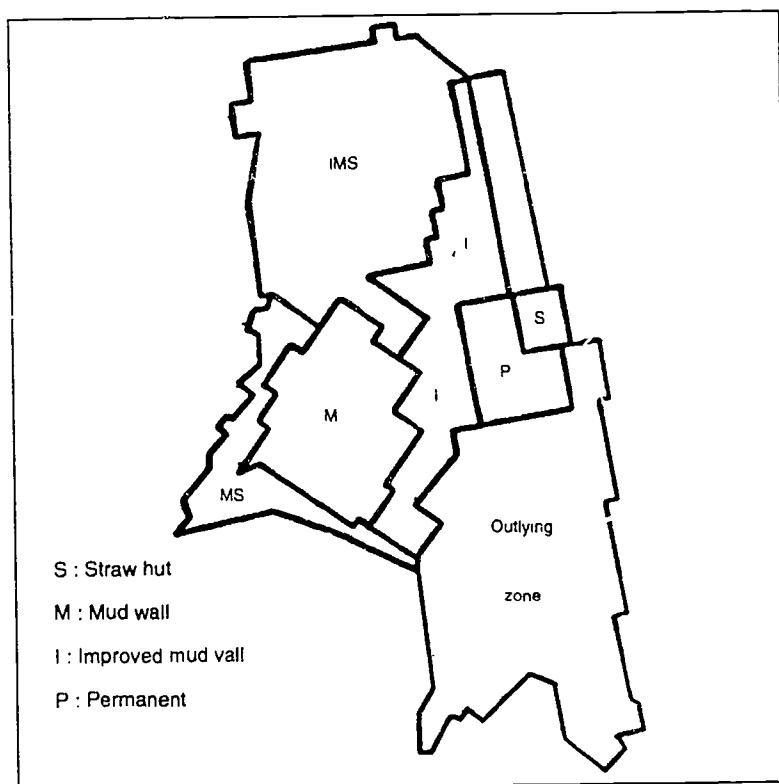 IMS
I
S
P
I
M
MS
Outlying
zone
S : Straw hut
M : Mud wall
I : Improved mud vall
P : Permanent